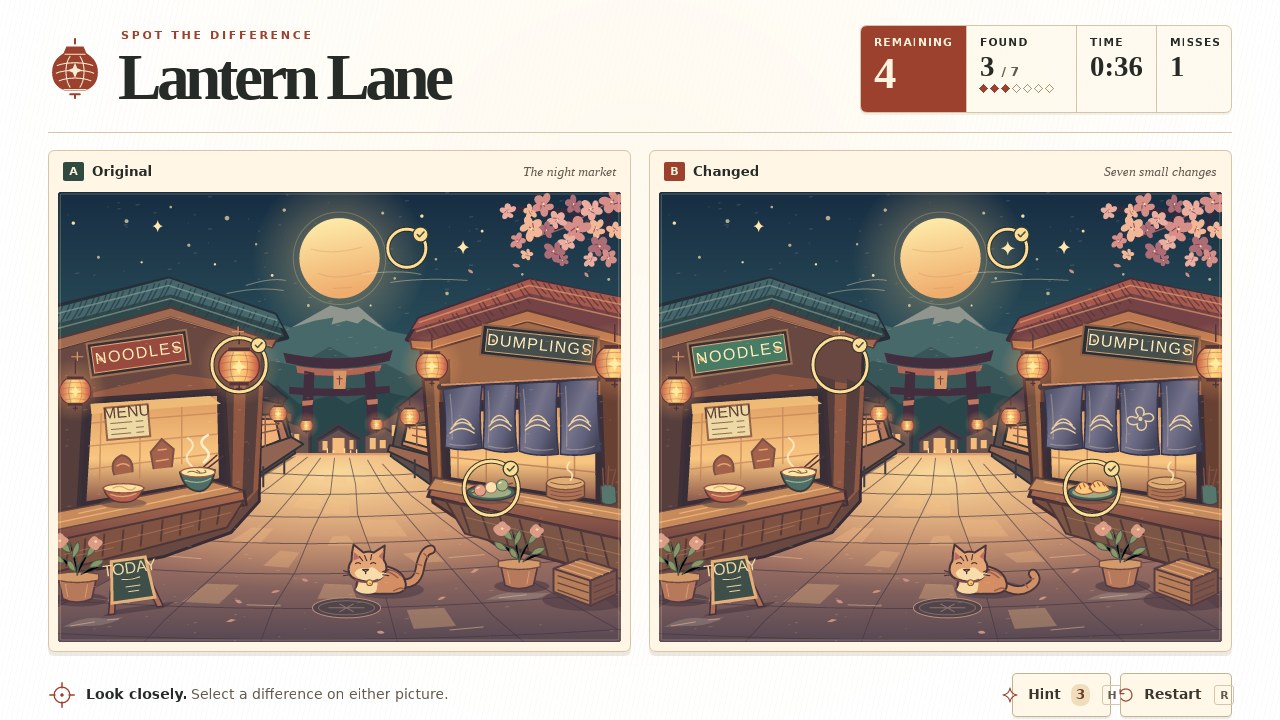 SPOT THE DIFFERENCE
Lantern Lane
REMAINING
4
FOUND
3 / 7
TIME
0:36
MISSES
1
A Original
The night market
NOODLES
DUMPLINGS
MENU
TODAY
B Changed
Seven small changes
NOODLES
DUMPLINGS
MENU
TODAY
Look closely. Select a difference on either picture.
Hint 3 H
Restart R